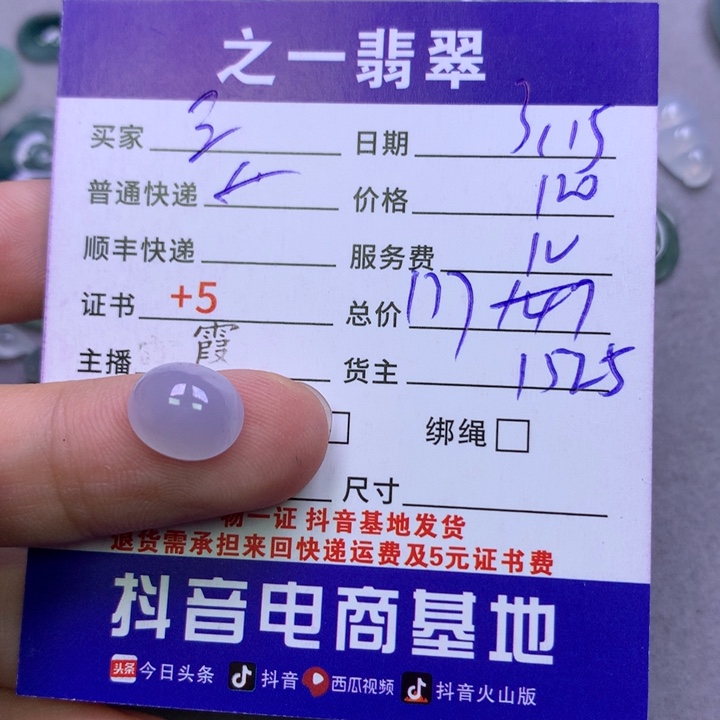 之一翡翠
买家 3 日期 3.15
普通快递 价格 120
顺丰快递 服务费 12
证书 +5 总价 137
主播 霞 货主 1525
绑绳
尺寸
物一证 抖音基地发货
退货需承担来回快递运费及5元证书费
抖音电商基地
头条 今日头条 抖音 西瓜视频 抖音火山版